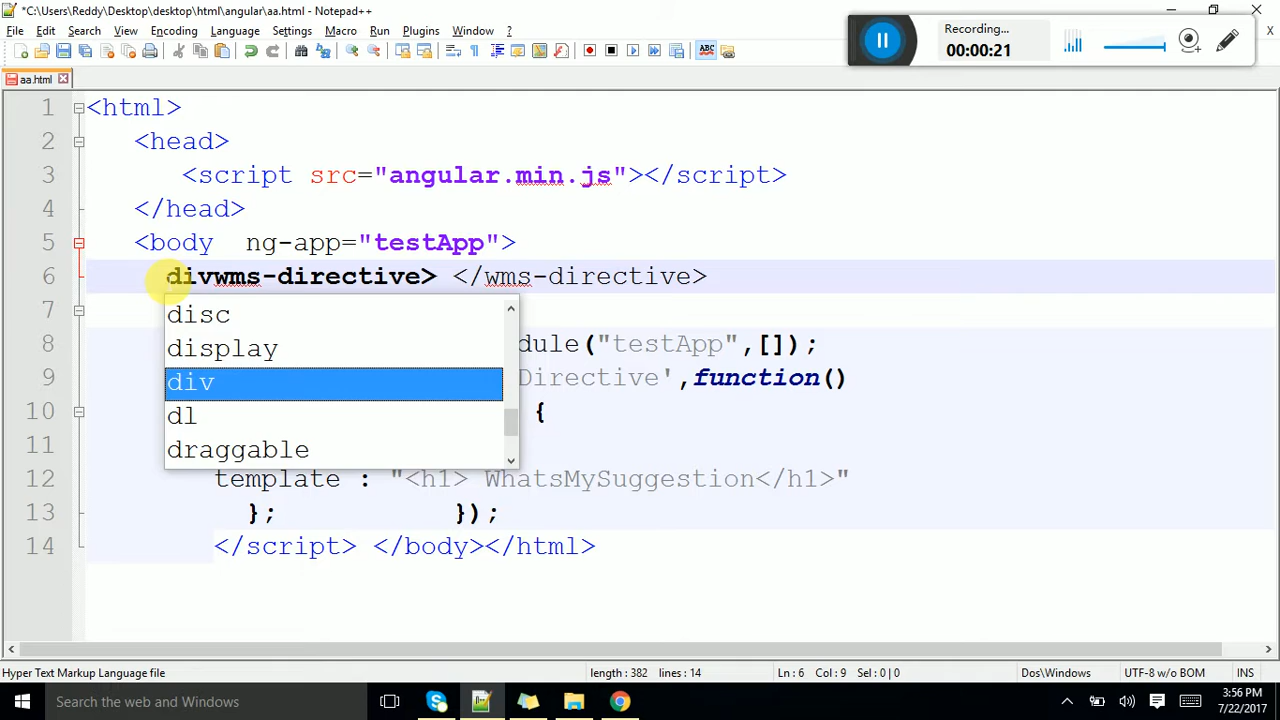 *C:\Users\Reddy\Desktop\desktop\html\angular\aa.html - Notepad++
File Edit Search View Encoding Language Settings Macro Run Plugins Window ?
X
Recording...
00:00:21
ABC
aa.html
1 <html>
2 <head>
3 <script src="angular.min.js"></script>
4 </head>
5 <body ng-app="testApp">
6 divwms-directive> </wms-directive>
7
8 dule("testApp",[]);
9 Directive',function()
10 {
11
12 template : "<h1> WhatsMySuggestion</h1>"
13 }; });
14 </script> </body></html>
disc
display
div
dl
draggable
Hyper Text Markup Language file length : 382 lines : 14 Ln : 6 Col : 9 Sel : 0 | 0 Dos\Windows UTF-8 w/o BOM INS
Search the web and Windows
3:56 PM
7/22/2017